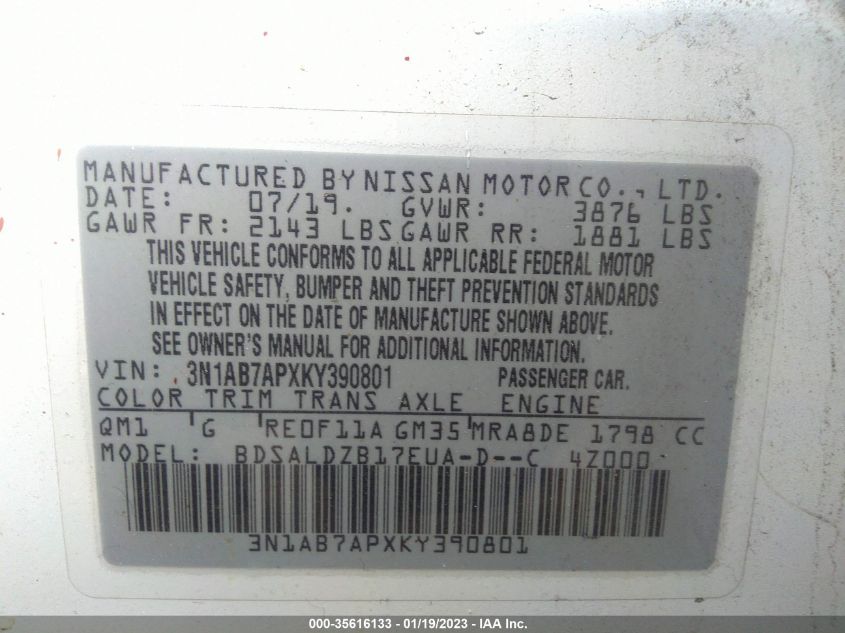 MANUFACTURED BY NISSAN MOTOR CO., LTD.
DATE: 07/19. GVWR: 3876 LBS
GAWR FR: 2143 LBS GAWR RR: 1881 LBS
THIS VEHICLE CONFORMS TO ALL APPLICABLE FEDERAL MOTOR
VEHICLE SAFETY, BUMPER AND THEFT PREVENTION STANDARDS
IN EFFECT ON THE DATE OF MANUFACTURE SHOWN ABOVE.
SEE OWNER'S MANUAL FOR ADDITIONAL INFORMATION.
VIN: 3N1AB7APXKY390801 PASSENGER CAR.
COLOR TRIM TRANS AXLE ENGINE
QM1 G RE0F11A GM35 MRA8DE 1798 CC
MODEL: BDSALDZB17EUA-D--C 4Z000
3N1AB7APXKY390801
000-35616133 - 01/19/2023 - IAA Inc.